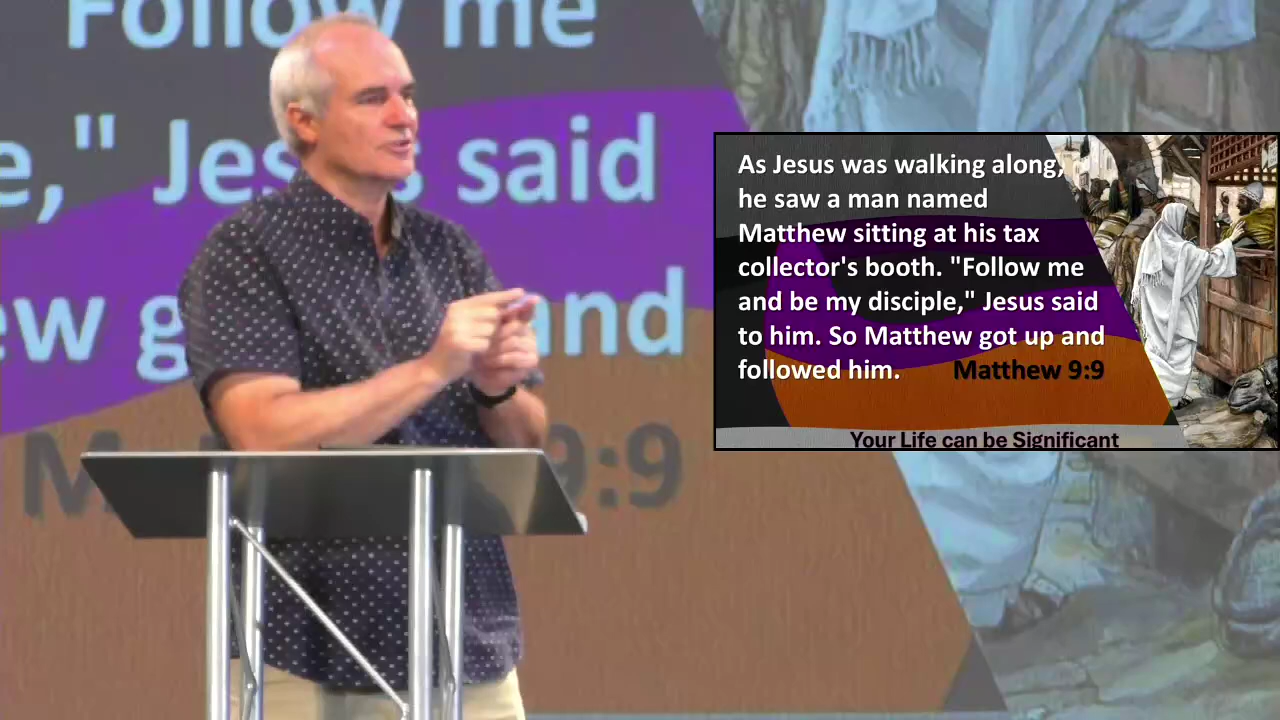 Follow me
e," Jesus said
ew g and
M 9:9
As Jesus was walking along,
he saw a man named
Matthew sitting at his tax
collector's booth. "Follow me
and be my disciple," Jesus said
to him. So Matthew got up and
followed him. Matthew 9:9
Your Life can be Significant